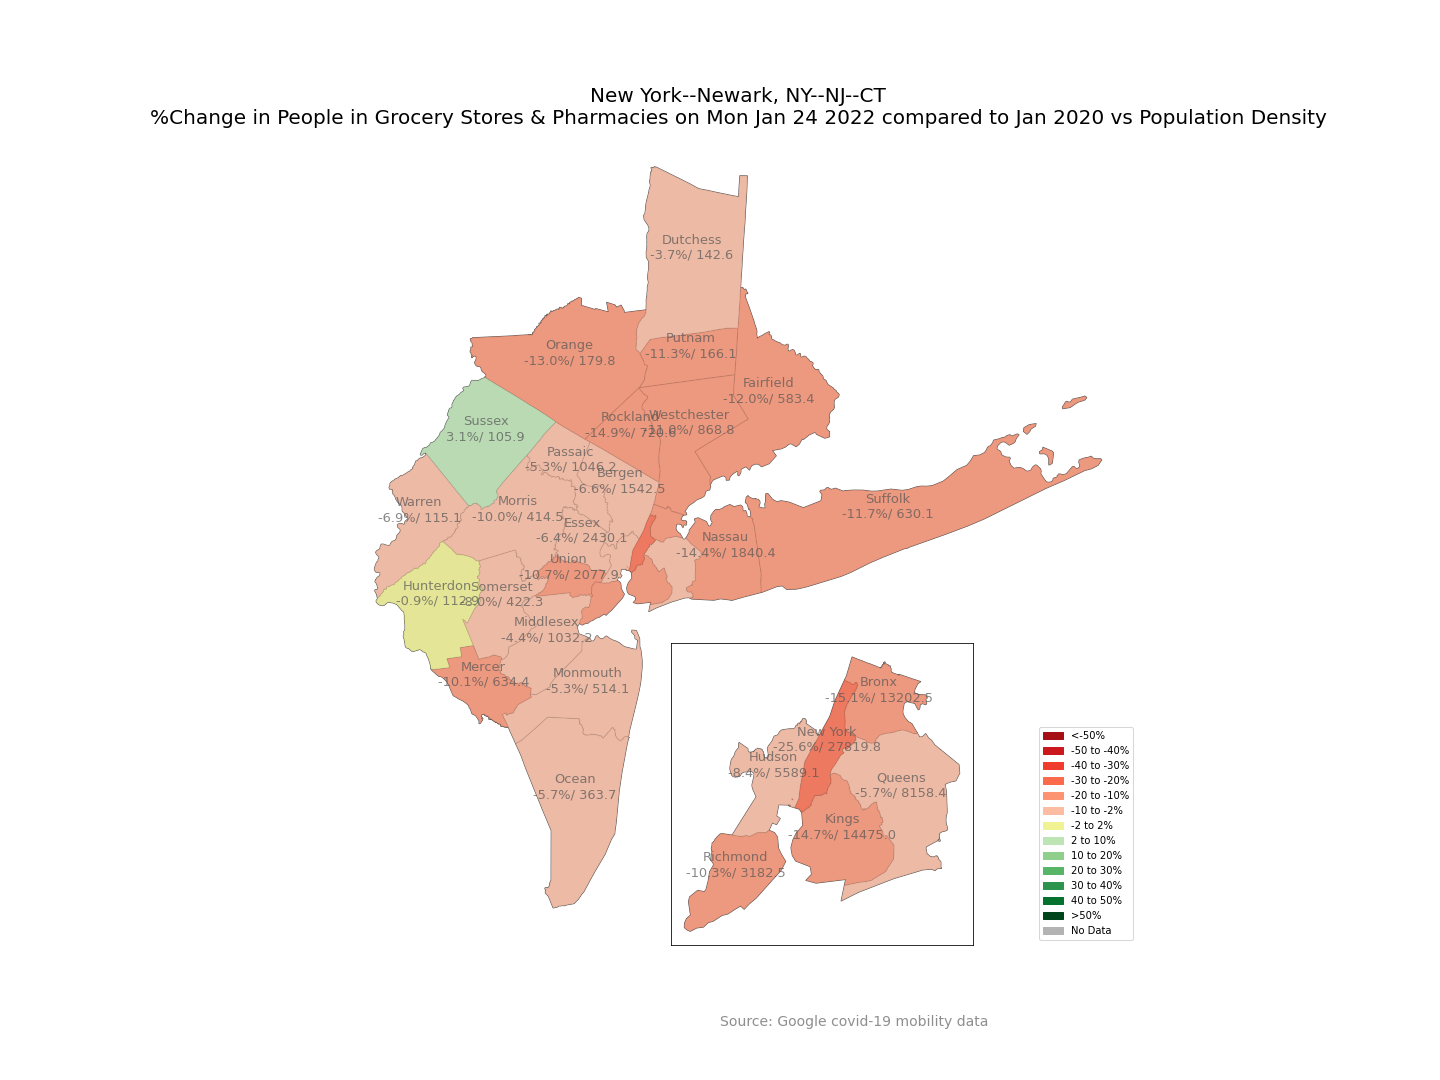 New York--Newark, NY--NJ--CT
%Change in People in Grocery Stores & Pharmacies on Mon Jan 24 2022 compared to Jan 2020 vs Population Density
Dutchess
-3.7%/ 142.6
Putnam
-11.3%/ 166.1
Orange
-13.0%/ 179.8
Fairfield
-12.0%/ 583.4
Rockland
-14.9%/ 720.6
Westchester
-11.0%/ 868.8
Sussex
3.1%/ 105.9
Passaic
-5.3%/ 1046.2
Bergen
-6.6%/ 1542.5
Warren
-6.9%/ 115.1
Morris
-10.0%/ 414.5
Suffolk
-11.7%/ 630.1
Essex
-6.4%/ 2430.1
Nassau
-14.4%/ 1840.4
Union
-10.7%/ 2077.9
Hunterdon
-0.9%/ 112.9
Somerset
-8.0%/ 422.3
Middlesex
-4.4%/ 1032.2
Mercer
-10.1%/ 634.4
Monmouth
-5.3%/ 514.1
Ocean
-5.7%/ 363.7
Bronx
-15.1%/ 13202.5
New York
-25.6%/ 27819.8
Hudson
-8.4%/ 5589.1
Queens
-5.7%/ 8158.4
Kings
-14.7%/ 14475.0
Richmond
-10.3%/ 3182.5
<-50%
-50 to -40%
-40 to -30%
-30 to -20%
-20 to -10%
-10 to -2%
-2 to 2%
2 to 10%
10 to 20%
20 to 30%
30 to 40%
40 to 50%
>50%
No Data
Source: Google covid-19 mobility data